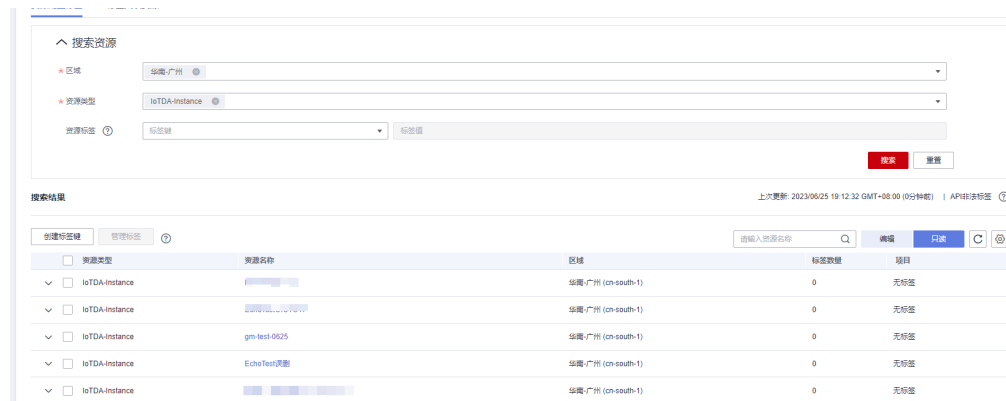 搜索资源
* 区域 华南-广州
* 资源类型 IoTDA-Instance
资源标签 ? 标签键 标签值
搜索 重置
搜索结果 上次更新: 2023/06/25 19:12:32 GMT+08:00 (0分钟前) | API非法标签 ?
创建标签键 管理标签 ? 请输入资源名称 编辑 只读
资源类型 资源名称 区域 标签数量 项目
IoTDA-Instance 华南-广州 (cn-south-1) 0 无标签
IoTDA-Instance 华南-广州 (cn-south-1) 0 无标签
IoTDA-Instance gm-test-0625 华南-广州 (cn-south-1) 0 无标签
IoTDA-Instance EchoTest调删 华南-广州 (cn-south-1) 0 无标签
IoTDA-Instance 华南-广州 (cn-south-1) 0 无标签